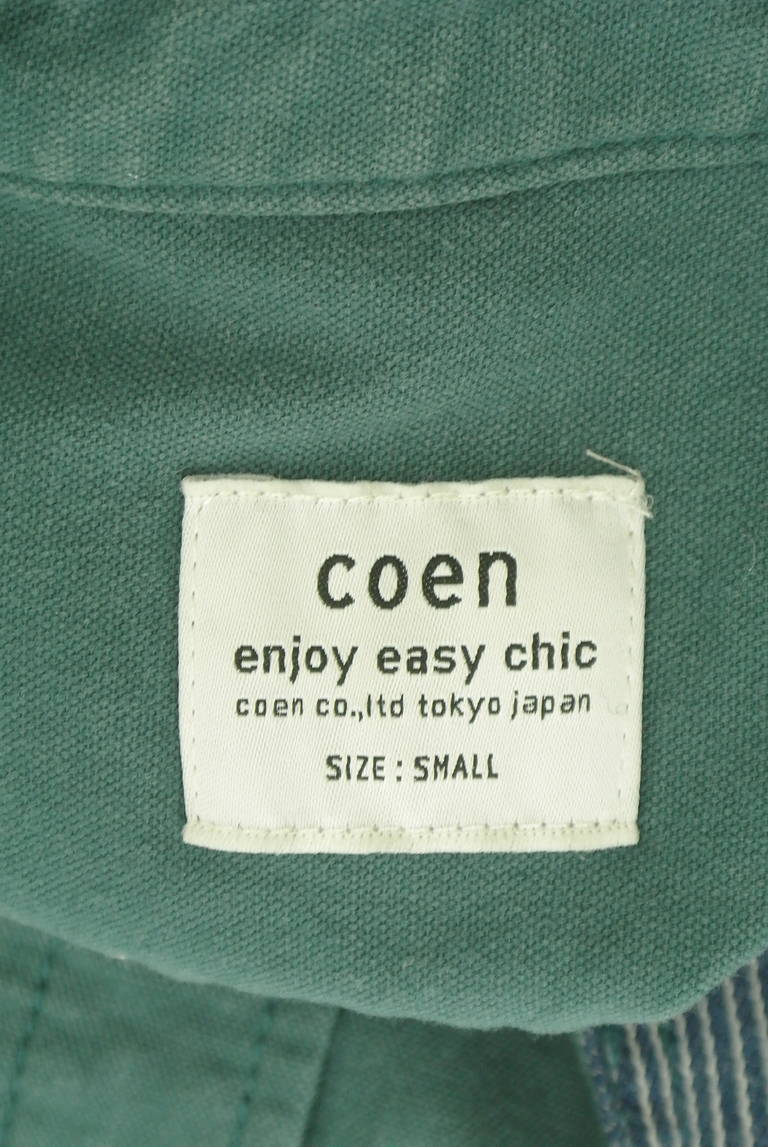 coen
enjoy easy chic
coen co.,ltd tokyo japan
SIZE : SMALL